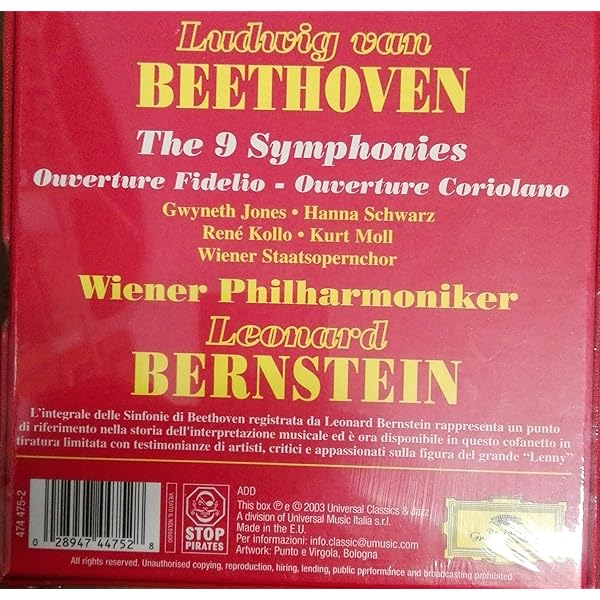 Ludwig van
BEETHOVEN
The 9 Symphonies
Ouverture Fidelio - Ouverture Coriolano
Gwyneth Jones • Hanna Schwarz
René Kollo • Kurt Moll
Wiener Staatsopernchor
Wiener Philharmoniker
Leonard
BERNSTEIN
L'integrale delle Sinfonie di Beethoven registrata da Leonard Bernstein rappresenta un punto
di riferimento nella storia dell'interpretazione musicale ed è ora disponibile in questo cofanetto in
tiratura limitata con testimonianze di artisti, critici e appassionati sulla figura del grande "Lenny"
474 475-2
0 28947 44752 8
VIETATO IL NOLEGGIO
STOP
PIRATES
ADD
This box ℗ e © 2003 Universal Classics & Jazz
A division of Universal Music Italia s.r.l.
Made in the E.U.
Per informazioni: info.classic@umusic.com
Artwork: Punto e Virgola, Bologna
All rights reserved. Unauthorised copying, reproduction, hiring, lending, public performance and broadcasting prohibited.